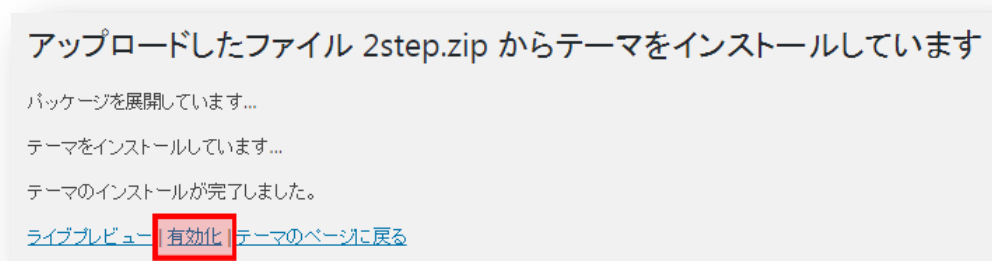 アップロードしたファイル 2step.zip からテーマをインストールしています
パッケージを展開しています…
テーマをインストールしています…
テーマのインストールが完了しました。
ライブプレビュー | 有効化 | テーマのページに戻る